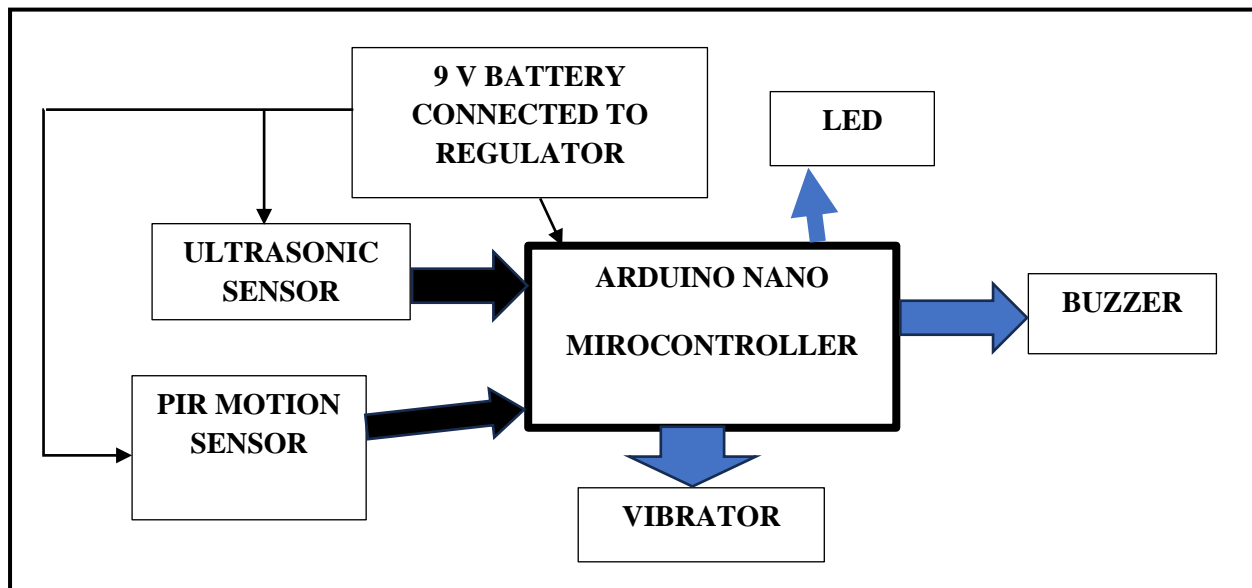 9 V BATTERY
CONNECTED TO
REGULATOR
LED
ULTRASONIC
SENSOR
ARDUINO NANO
MIROCONTROLLER
BUZZER
PIR MOTION
SENSOR
VIBRATOR